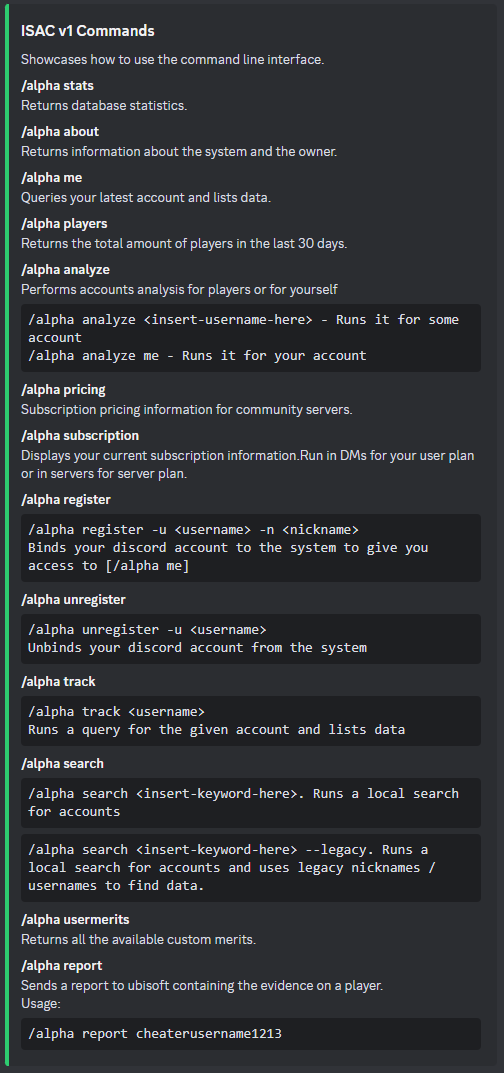 ISAC v1 Commands
Showcases how to use the command line interface.
/alpha stats
Returns database statistics.
/alpha about
Returns information about the system and the owner.
/alpha me
Queries your latest account and lists data.
/alpha players
Returns the total amount of players in the last 30 days.
/alpha analyze
Performs accounts analysis for players or for yourself
/alpha analyze <insert-username-here> - Runs it for some
account
/alpha analyze me - Runs it for your account
/alpha pricing
Subscription pricing information for community servers.
/alpha subscription
Displays your current subscription information.Run in DMs for your user plan
or in servers for server plan.
/alpha register
/alpha register -u <username> -n <nickname>
Binds your discord account to the system to give you
access to [/alpha me]
/alpha unregister
/alpha unregister -u <username>
Unbinds your discord account from the system
/alpha track
/alpha track <username>
Runs a query for the given account and lists data
/alpha search
/alpha search <insert-keyword-here>. Runs a local search
for accounts
/alpha search <insert-keyword-here> --legacy. Runs a
local search for accounts and uses legacy nicknames /
usernames to find data.
/alpha usermerits
Returns all the available custom merits.
/alpha report
Sends a report to ubisoft containing the evidence on a player.
Usage:
/alpha report cheaterusername1213